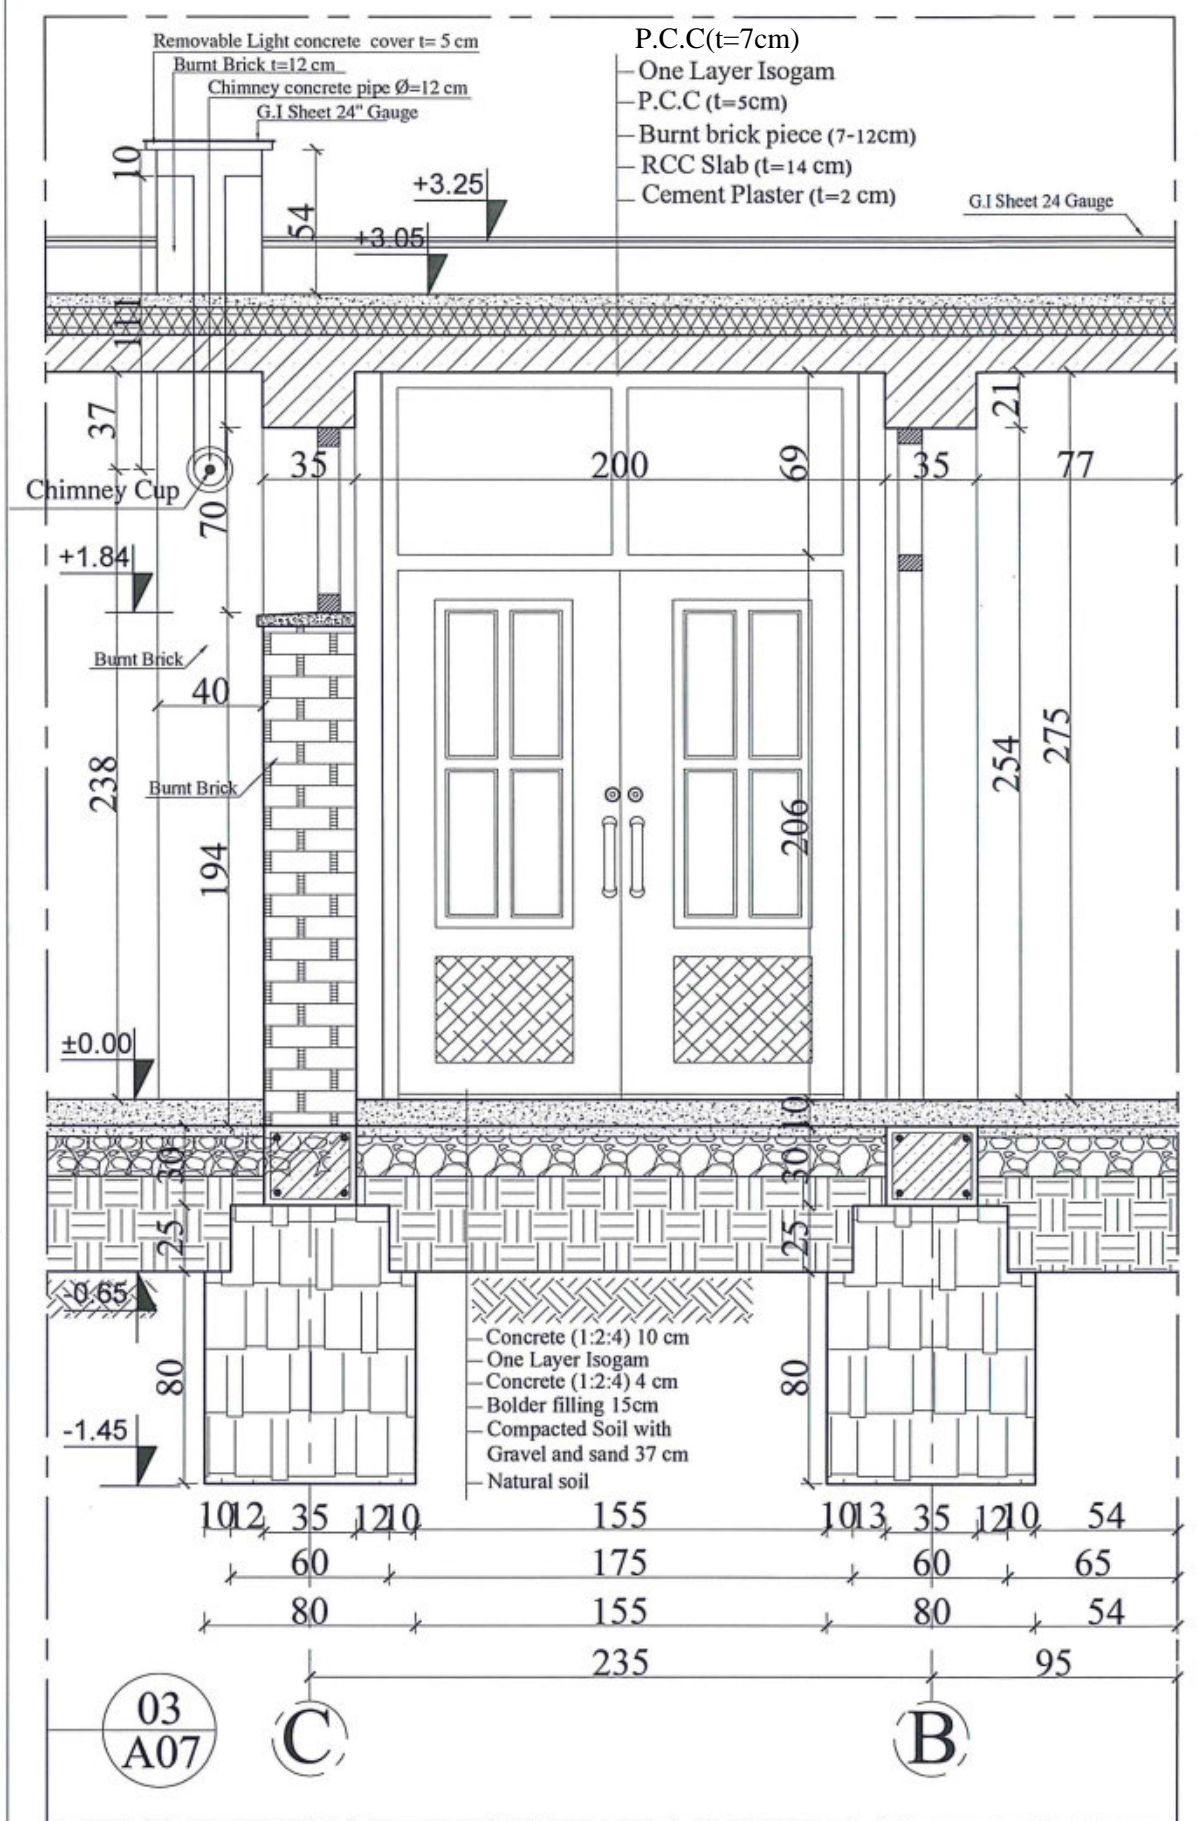 Removable Light concrete cover t= 5 cm
Burnt Brick t=12 cm
Chimney concrete pipe Ø=12 cm
G.I Sheet 24" Gauge
P.C.C(t=7cm)
One Layer Isogam
P.C.C (t=5cm)
Burnt brick piece (7-12cm)
RCC Slab (t=14 cm)
Cement Plaster (t=2 cm)
G.I Sheet 24 Gauge
10
54
+3.25
+3.05
111
37
21
35
200
69
35
77
Chimney Cup
70
+1.84
Burnt Brick
40
238
Burnt Brick
194
206
254
275
±0.00
10
30
30
25
25
-0.65
80
80
-1.45
Concrete (1:2:4) 10 cm
One Layer Isogam
Concrete (1:2:4) 4 cm
Bolder filling 15cm
Compacted Soil with
Gravel and sand 37 cm
Natural soil
10 12 35 12 10 155 10 13 35 12 10 54
60 175 60 65
80 155 80 54
235 95
03
A07
C
B